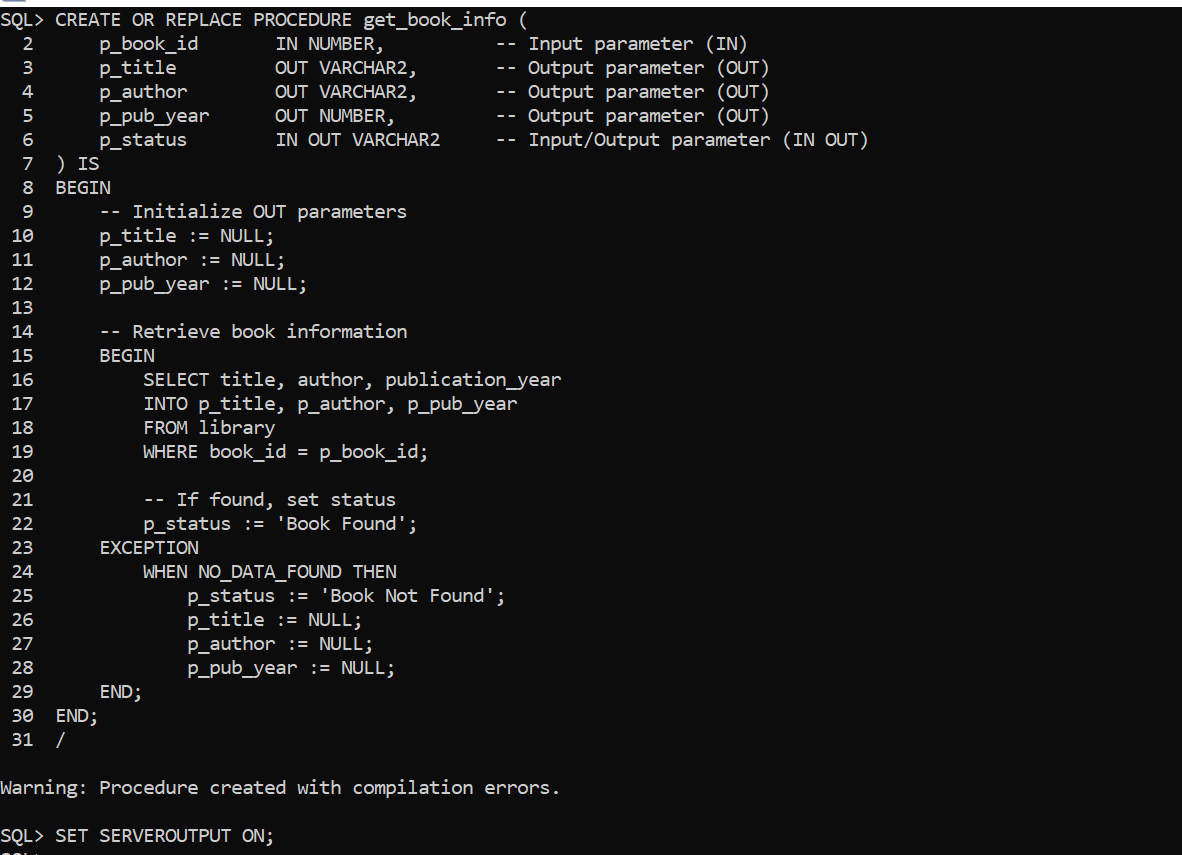 SQL> CREATE OR REPLACE PROCEDURE get_book_info (
  2      p_book_id       IN NUMBER,          -- Input parameter (IN)
  3      p_title         OUT VARCHAR2,       -- Output parameter (OUT)
  4      p_author        OUT VARCHAR2,       -- Output parameter (OUT)
  5      p_pub_year      OUT NUMBER,         -- Output parameter (OUT)
  6      p_status        IN OUT VARCHAR2     -- Input/Output parameter (IN OUT)
  7  ) IS
  8  BEGIN
  9      -- Initialize OUT parameters
 10      p_title := NULL;
 11      p_author := NULL;
 12      p_pub_year := NULL;
 13
 14      -- Retrieve book information
 15      BEGIN
 16          SELECT title, author, publication_year
 17          INTO p_title, p_author, p_pub_year
 18          FROM library
 19          WHERE book_id = p_book_id;
 20
 21          -- If found, set status
 22          p_status := 'Book Found';
 23      EXCEPTION
 24          WHEN NO_DATA_FOUND THEN
 25              p_status := 'Book Not Found';
 26              p_title := NULL;
 27              p_author := NULL;
 28              p_pub_year := NULL;
 29      END;
 30  END;
 31  /
Warning: Procedure created with compilation errors.
SQL> SET SERVEROUTPUT ON;